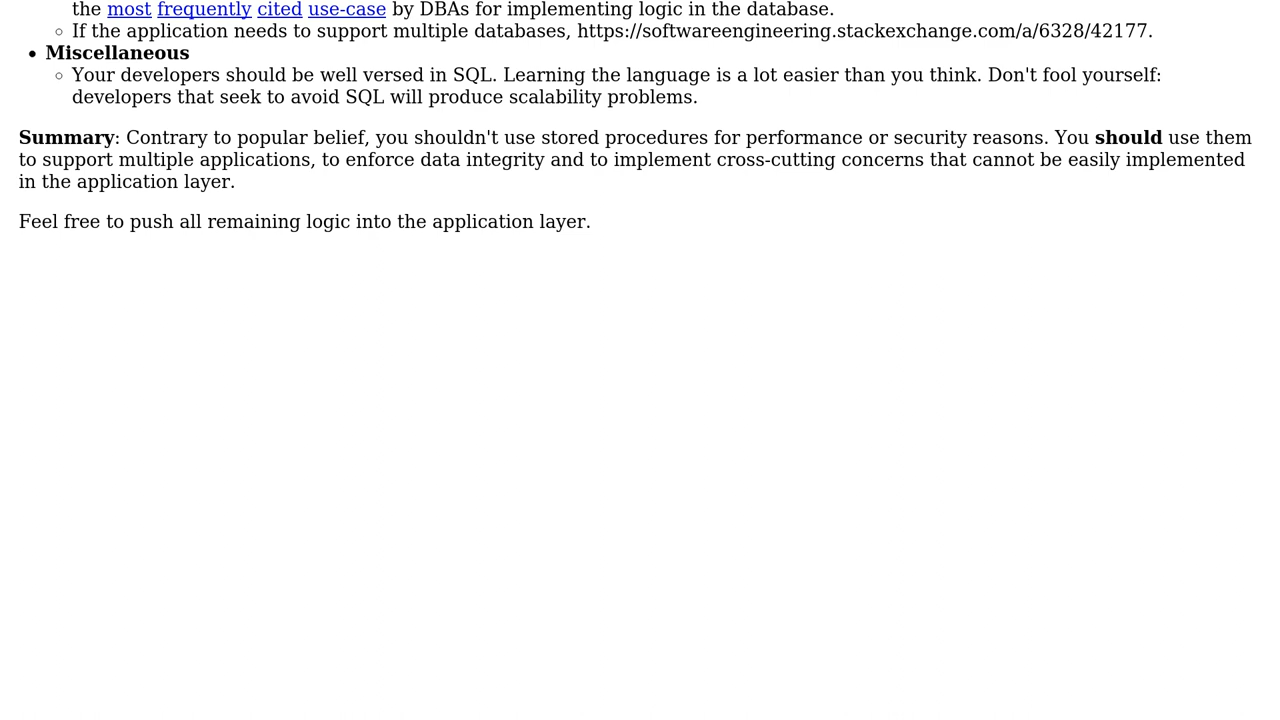 the most frequently cited use-case by DBAs for implementing logic in the database.
If the application needs to support multiple databases, https://softwareengineering.stackexchange.com/a/6328/42177.
Miscellaneous
Your developers should be well versed in SQL. Learning the language is a lot easier than you think. Don't fool yourself:
developers that seek to avoid SQL will produce scalability problems.
Summary: Contrary to popular belief, you shouldn't use stored procedures for performance or security reasons. You should use them
to support multiple applications, to enforce data integrity and to implement cross-cutting concerns that cannot be easily implemented
in the application layer.
Feel free to push all remaining logic into the application layer.